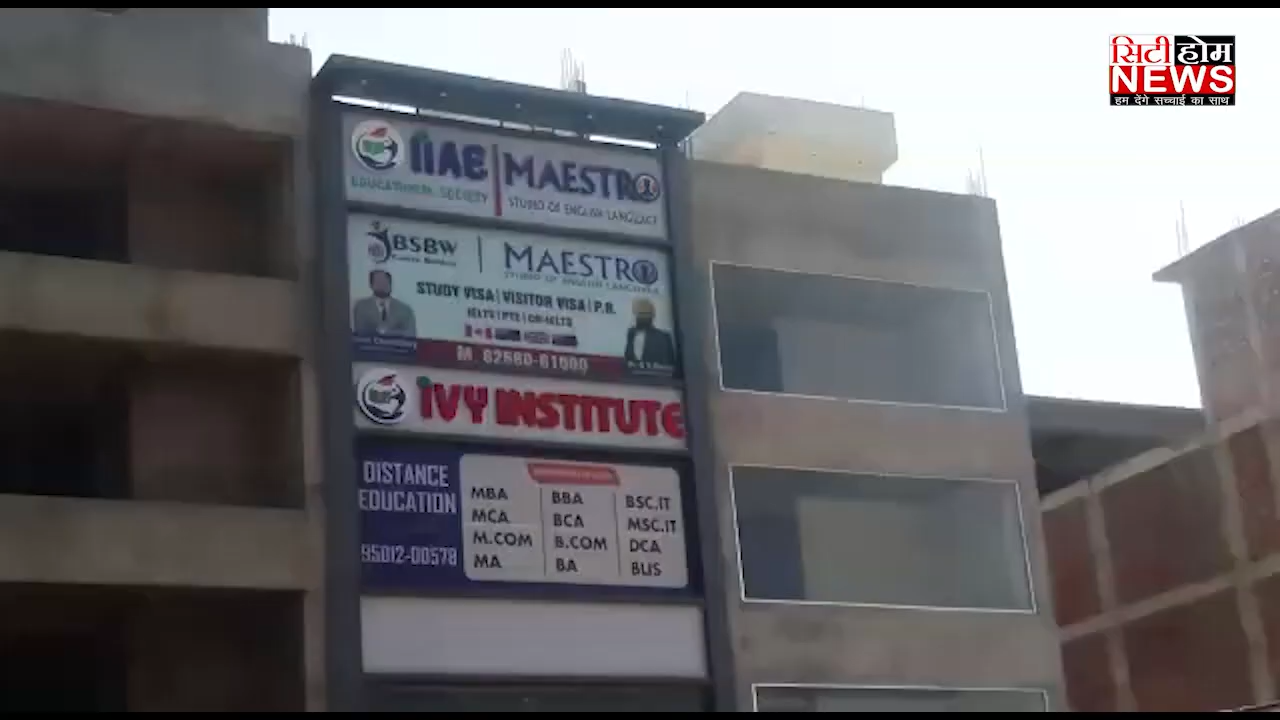 सिटी होम
NEWS
हम देंगे सच्चाई का साथ
IIAE MAESTRO
EDUCATIONAL SOCIETY STUDIO OF ENGLISH LANGUAGE
BSBW MAESTRO
STUDIO OF ENGLISH LANGUAGE
STUDY VISA | VISITOR VISA | P.R.
IELTS | PTE | CD-IELTS
M. 62560-61000
IVY INSTITUTE
DISTANCE
EDUCATION
95012-00578
MBA BBA BSC.IT
MCA BCA MSC.IT
M.COM B.COM DCA
MA BA BLIS